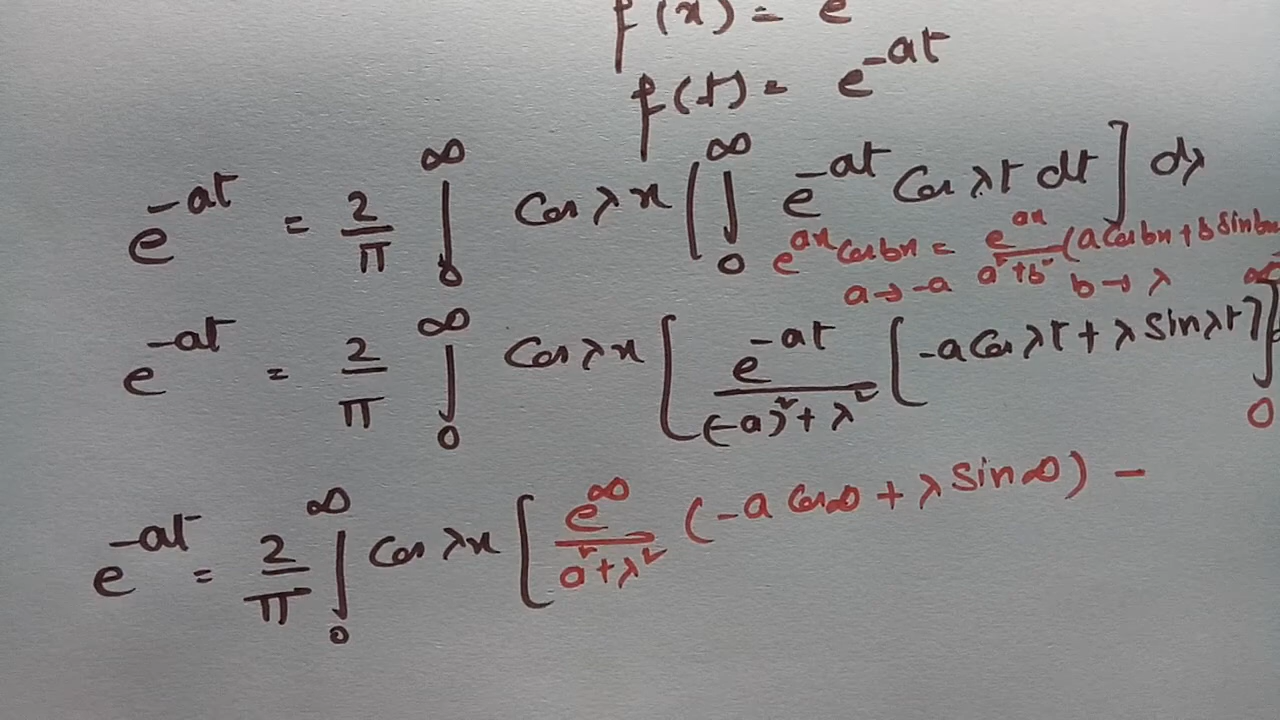 f(x) = e
f(t) = e^{-at}
e^{-at} = 2/π ∫_0^∞ Cos λx [∫_0^∞ e^{-at} Cos λt dt] dλ
e^{ax} cos bx = e^{ax}/(a²+b²) (a cos bx + b sin bx
a → -a b → λ
e^{-at} = 2/π ∫_0^∞ Cos λx [e^{-at}/((-a)²+λ²) [-a Cos λt + λ Sin λt]]_0^∞
e^{-at} = 2/π ∫_0^∞ Cos λx [e^∞/(a²+λ²) (-a Cos ∞ + λ Sin ∞) -